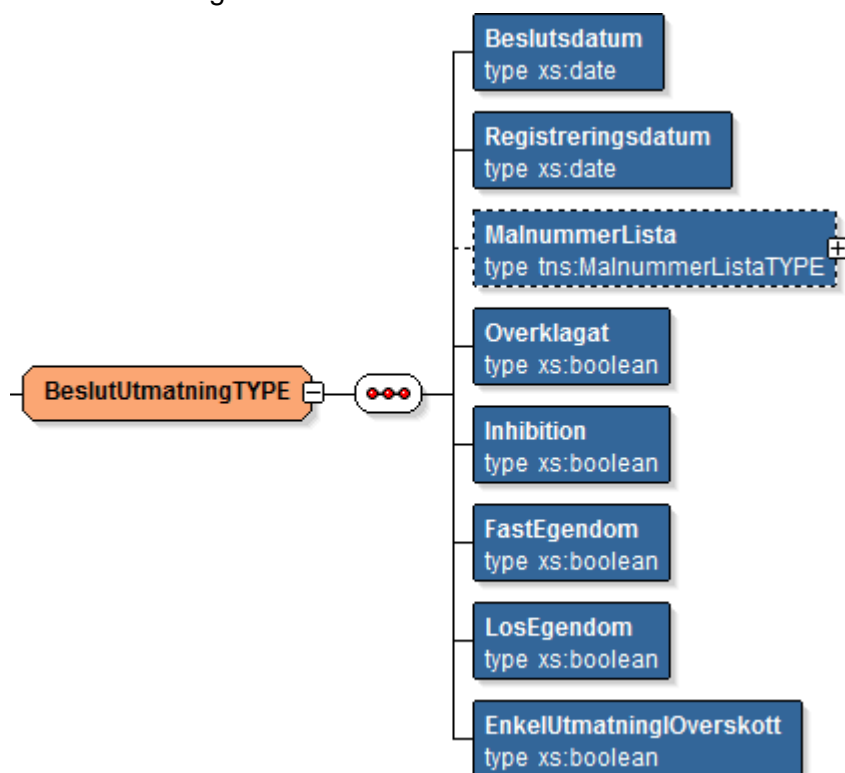 BeslutUtmatningTYPE
Beslutsdatum
type xs:date
Registreringsdatum
type xs:date
MalnummerLista
type tns:MalnummerListaTYPE
Overklagat
type xs:boolean
Inhibition
type xs:boolean
FastEgendom
type xs:boolean
LosEgendom
type xs:boolean
EnkelUtmatningIOverskott
type xs:boolean